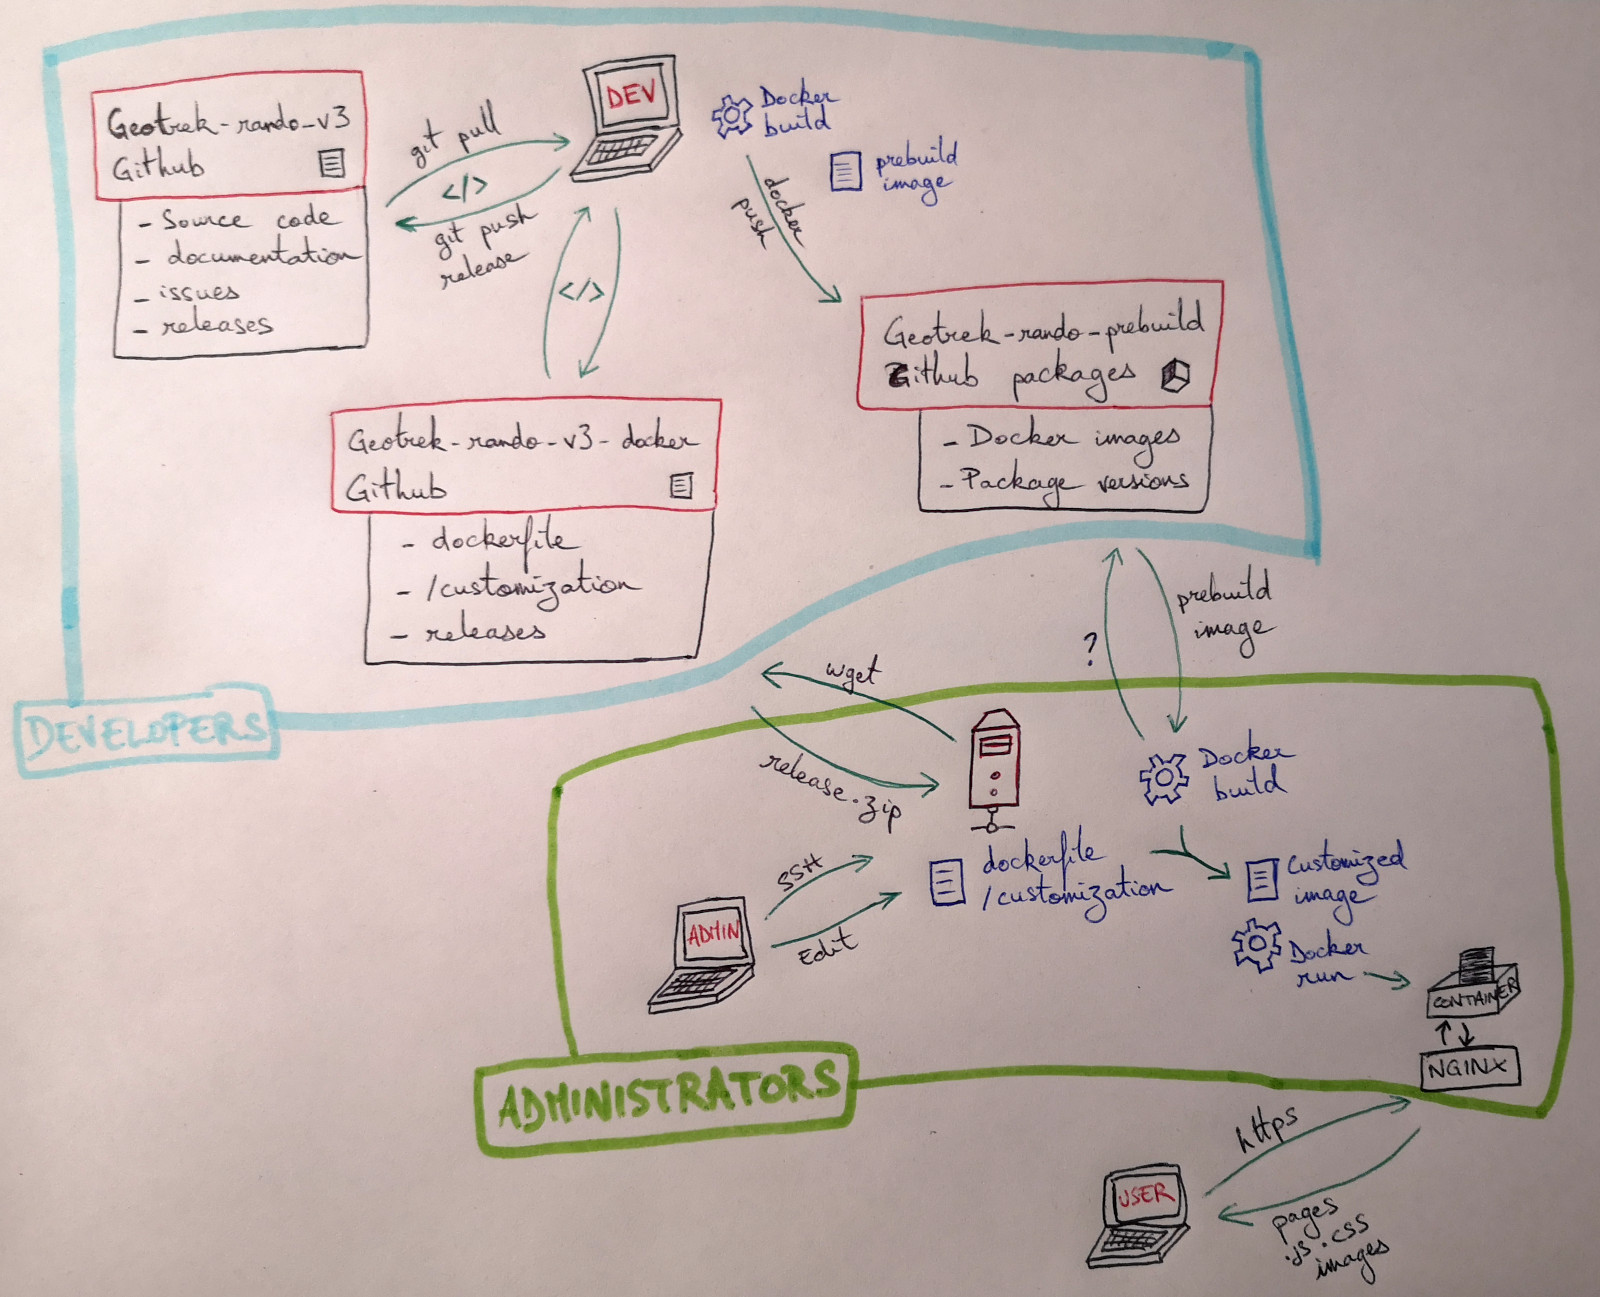 Geotrek-rando-v3
Github
- Source code
- documentation
- issues
- releases
git pull
</>
git push
release
DEV
Docker
build
prebuild
image
docker
push
</>
Geotrek-rando-prebuild
Github packages
- Docker images
- Package versions
Geotrek-rando-v3-docker
Github
- dockerfile
- /customization
- releases
DEVELOPERS
?
prebuild
image
wget
release.zip
Docker
build
SSH
Edit
ADMIN
dockerfile
/customization
Customized
image
Docker
run
CONTAINER
NGINX
ADMINISTRATORS
https
USER
pages
.js .css
images